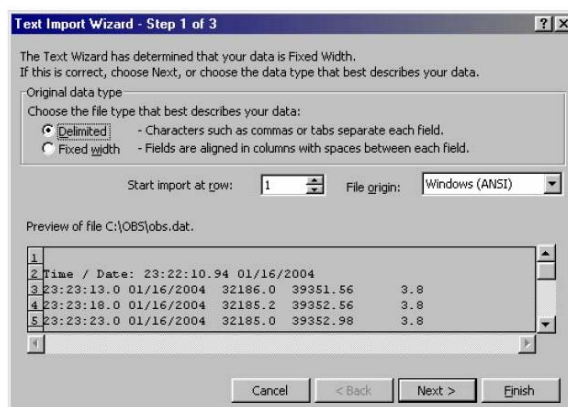 Text Import Wizard - Step 1 of 3
The Text Wizard has determined that your data is Fixed Width.
If this is correct, choose Next, or choose the data type that best describes your data.
Original data type
Choose the file type that best describes your data:
Delimited - Characters such as commas or tabs separate each field.
Fixed width - Fields are aligned in columns with spaces between each field.
Start import at row: 1 File origin: Windows (ANSI)
Preview of file C:\OBS\obs.dat.
1
2 Time / Date: 23:22:10.94 01/16/2004
3 23:23:13.0 01/16/2004 32186.0 39351.56 3.8
4 23:23:18.0 01/16/2004 32185.2 39352.56 3.8
5 23:23:23.0 01/16/2004 32185.0 39352.98 3.8
Cancel < Back Next > Finish